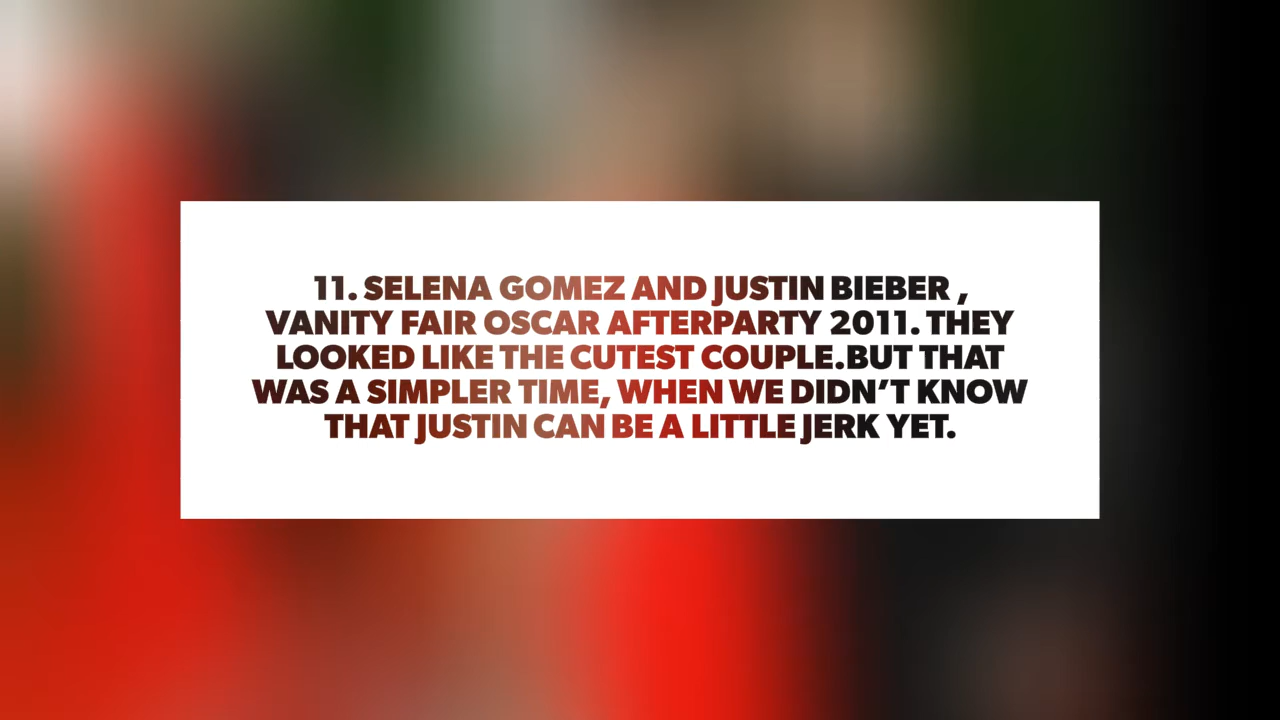 11. SELENA GOMEZ AND JUSTIN BIEBER ,
VANITY FAIR OSCAR AFTERPARTY 2011. THEY
LOOKED LIKE THE CUTEST COUPLE.BUT THAT
WAS A SIMPLER TIME, WHEN WE DIDN’T KNOW
THAT JUSTIN CAN BE A LITTLE JERK YET.